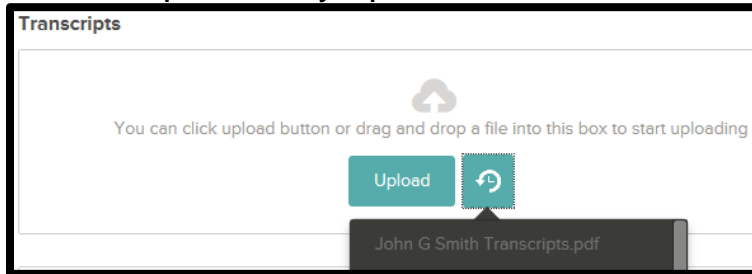 Transcripts
You can click upload button or drag and drop a file into this box to start uploading
Upload
John G Smith Transcripts.pdf